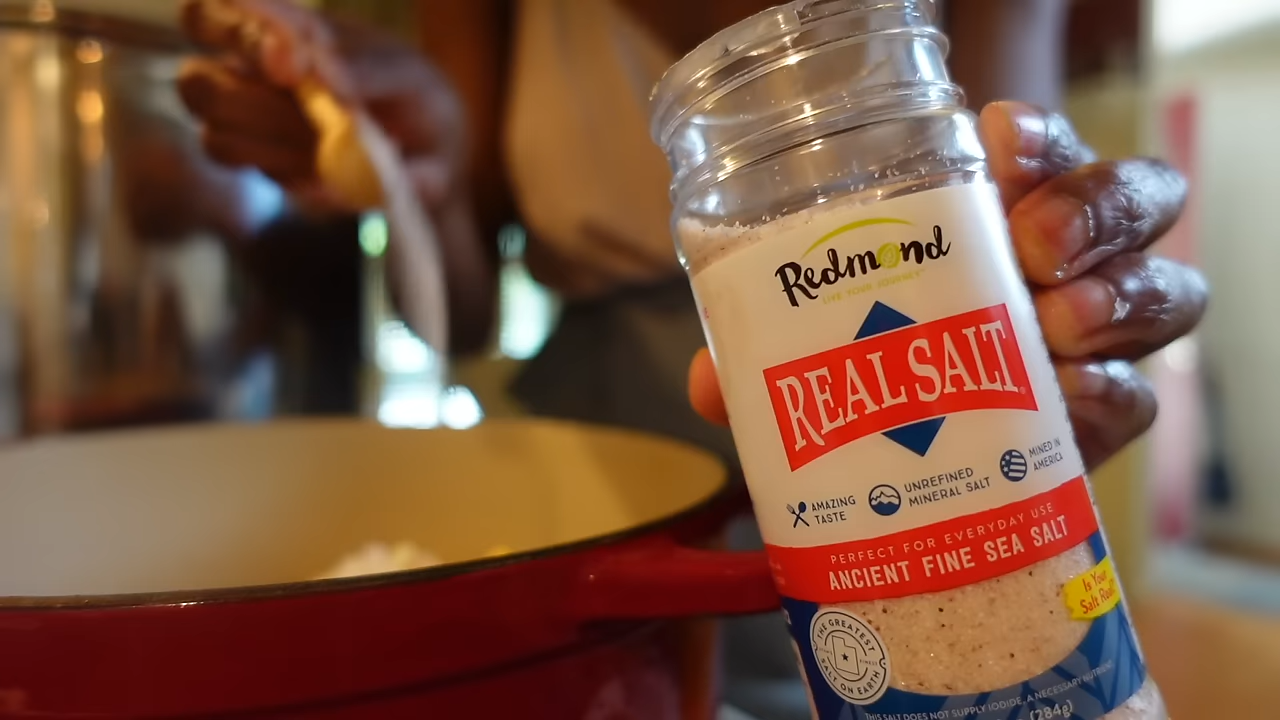 Redmond
LIVE YOUR JOURNEY™
REAL SALT®
AMAZING
TASTE
UNREFINED
MINERAL SALT
MINED IN
AMERICA
PERFECT FOR EVERYDAY USE
ANCIENT FINE SEA SALT
Is Your
Salt Real?
THE GREATEST
SALT ON EARTH
THIS SALT DOES NOT SUPPLY IODIDE, A NECESSARY NUTRIENT
(284g)